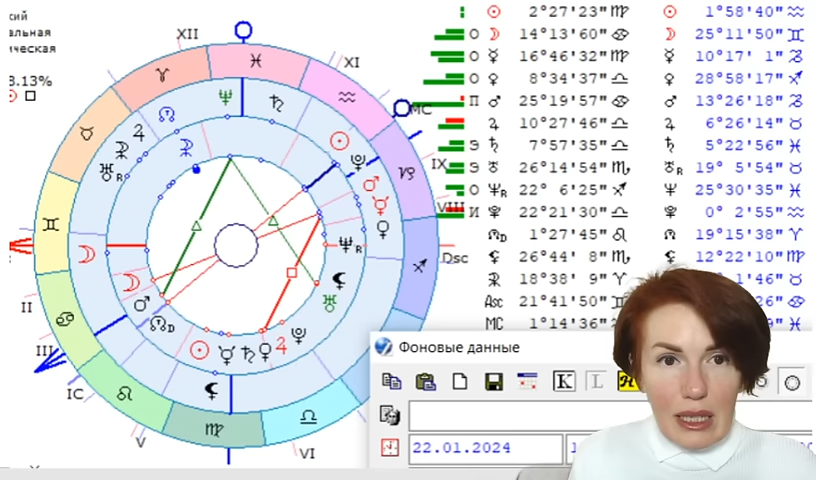 сий
альная
ическая
3.13%
XII
XI
MC
IX
VIII
Dsc
II
III
IC
V
VI
☉ 2°27'23"♍ ☉ 1°58'40"♒
☽ 14°13'60"♋ ☽ 25°11'50"♊
О ☿ 16°46'32"♍ ☿ 10°17' 1"♑
О ♀ 8°34'37"♎ ♀ 28°58'17"♐
П ♂ 25°19'57"♋ ♂ 13°26'18"♑
♃ 10°27'46"♎ ♃ 6°26'14"♉
Э ♄ 7°57'35"♎ ♄ 5°22'56"♓
Э ♅ 26°14'54"♏ ♅R 19° 5'54"♉
О ♆R 22° 6'25"♐ ♆ 25°30'35"♓
И 22°21'30"♎ 0° 2'55"♒
☊D 1°27'45"♌ ☊ 19°15'38"♈
⚸ 26°44' 8"♏ ⚸ 12°22'10"♍
18°38' 9"♈ 1'46"♉
Asc 21°41'50"♊ 26"♋
MC 1°14'36" 79"♓
Фоновые данные
K L
22.01.2024